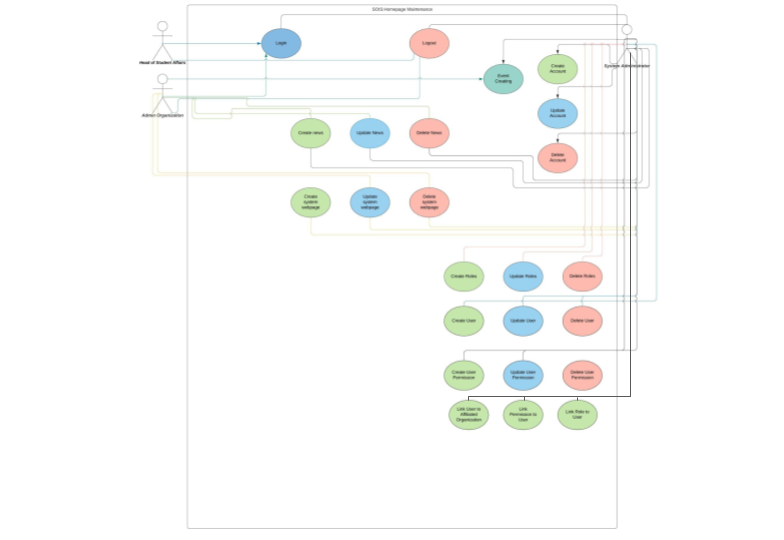 SOIS Homepage Maintenance
Login
Logout
Head of Student Affairs
System Administrator
Event
Creating
Create
Account
Admin Organization
Update
Account
Create news
Update News
Delete News
Delete
Account
Create
system
webpage
Update
system
webpage
Delete
system
webpage
Create Roles
Update Roles
Delete Roles
Create User
Update User
Delete User
Create User
Permission
Update User
Permission
Delete User
Permission
Link User to
Affiliated
Organization
Link
Permission to
User
Link Role to
User